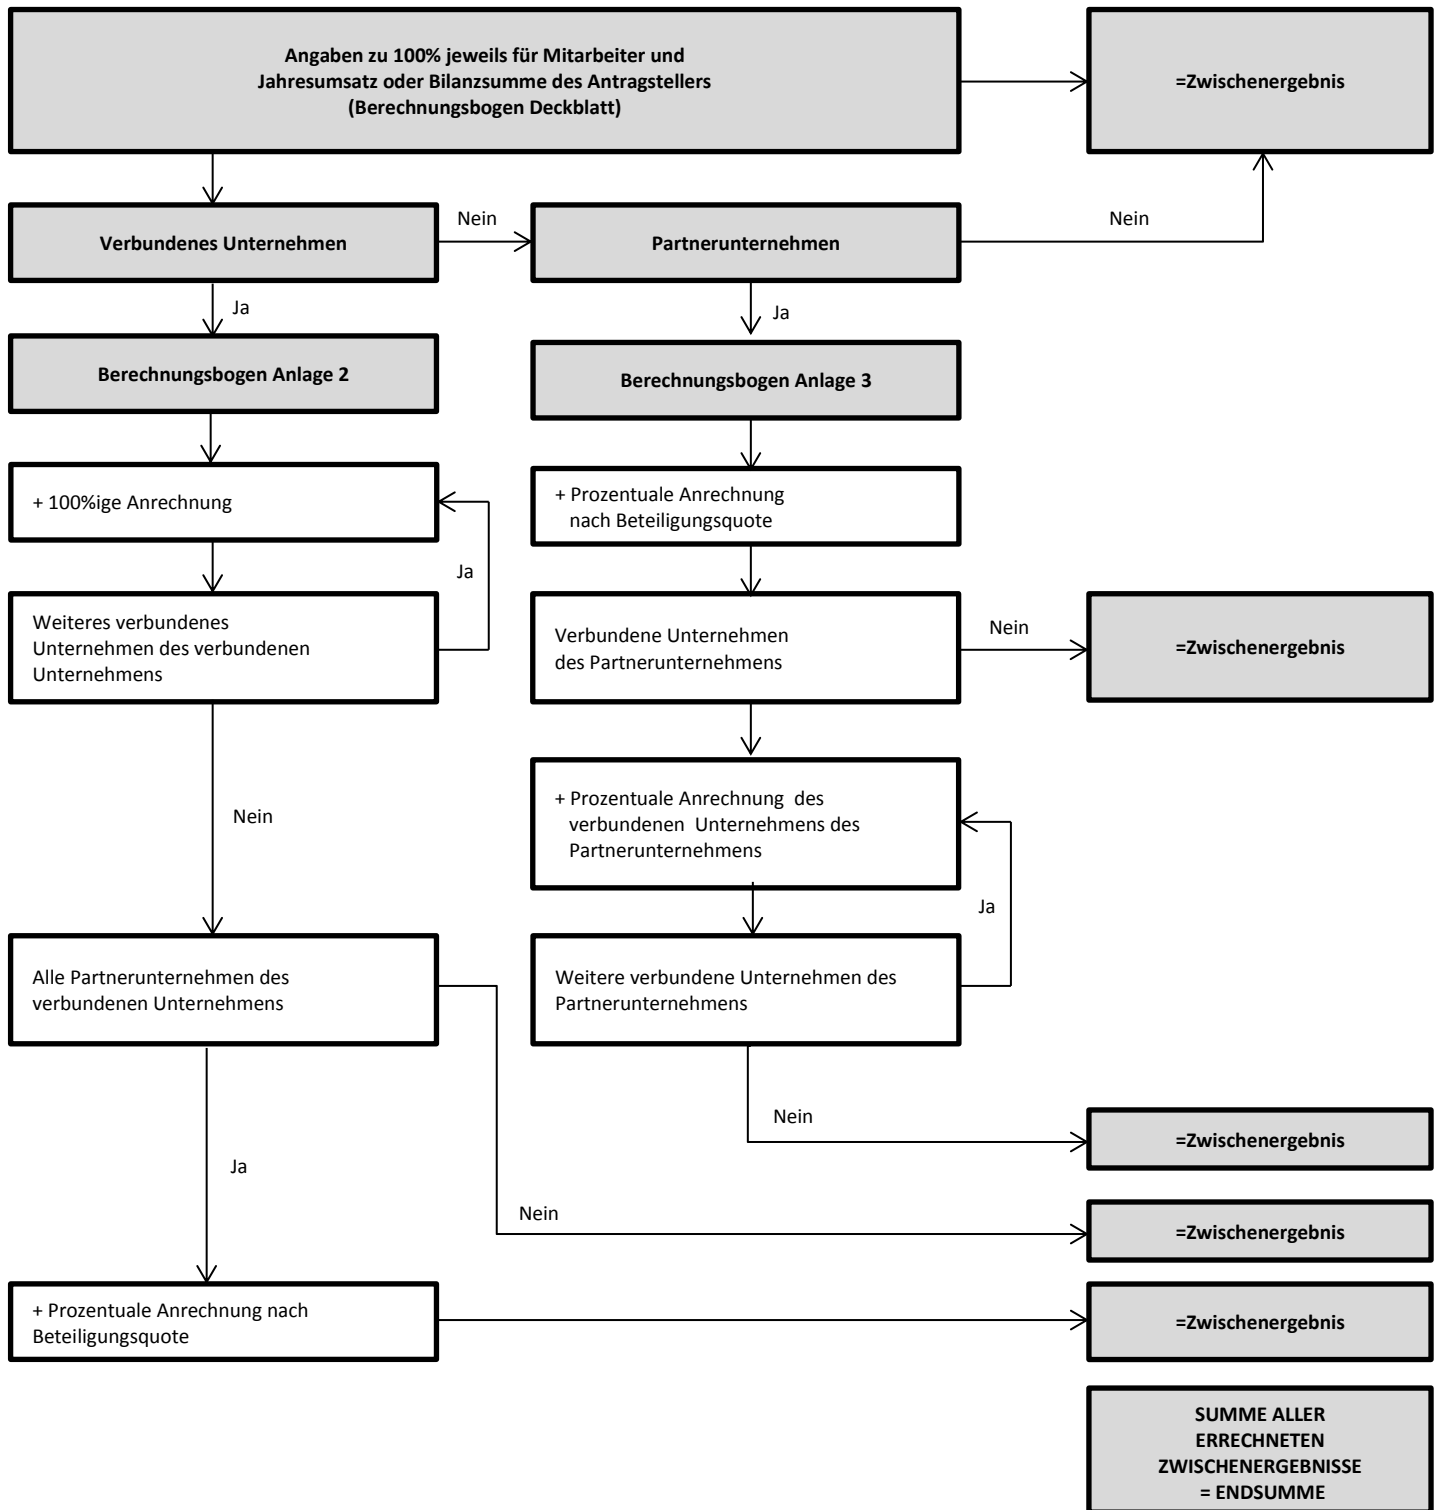 Angaben zu 100% jeweils für Mitarbeiter und
Jahresumsatz oder Bilanzsumme des Antragstellers
(Berechnungsbogen Deckblatt)
=Zwischenergebnis
Verbundenes Unternehmen
Nein
Partnerunternehmen
Nein
Ja
Ja
Berechnungsbogen Anlage 2
Berechnungsbogen Anlage 3
+ 100%ige Anrechnung
+ Prozentuale Anrechnung
nach Beteiligungsquote
Ja
Weiteres verbundenes
Unternehmen des verbundenen
Unternehmens
Verbundene Unternehmen
des Partnerunternehmens
Nein
=Zwischenergebnis
Nein
+ Prozentuale Anrechnung des
verbundenen Unternehmens des
Partnerunternehmens
Ja
Alle Partnerunternehmen des
verbundenen Unternehmens
Weitere verbundene Unternehmen des
Partnerunternehmens
Nein
=Zwischenergebnis
Ja
Nein
=Zwischenergebnis
+ Prozentuale Anrechnung nach
Beteiligungsquote
=Zwischenergebnis
SUMME ALLER
ERRECHNETEN
ZWISCHENERGEBNISSE
= ENDSUMME